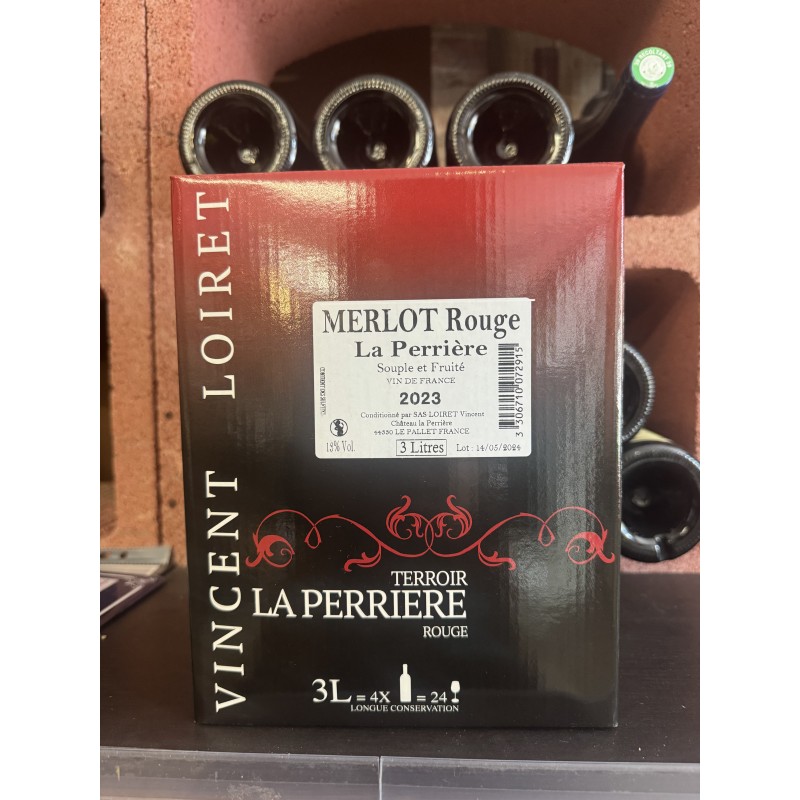 VINCENT LOIRET
MERLOT Rouge
La Perrière
Souple et Fruité
VIN DE FRANCE
2023
Conditionné par SAS LOIRET Vincent
Château la Perrière
44330 LE PALLET-FRANCE
13% Vol.
3 Litres
Lot : 14/05/2024
3 306710 072915
TERROIR
LA PERRIERE
ROUGE
3L = 4X = 24
LONGUE CONSERVATION